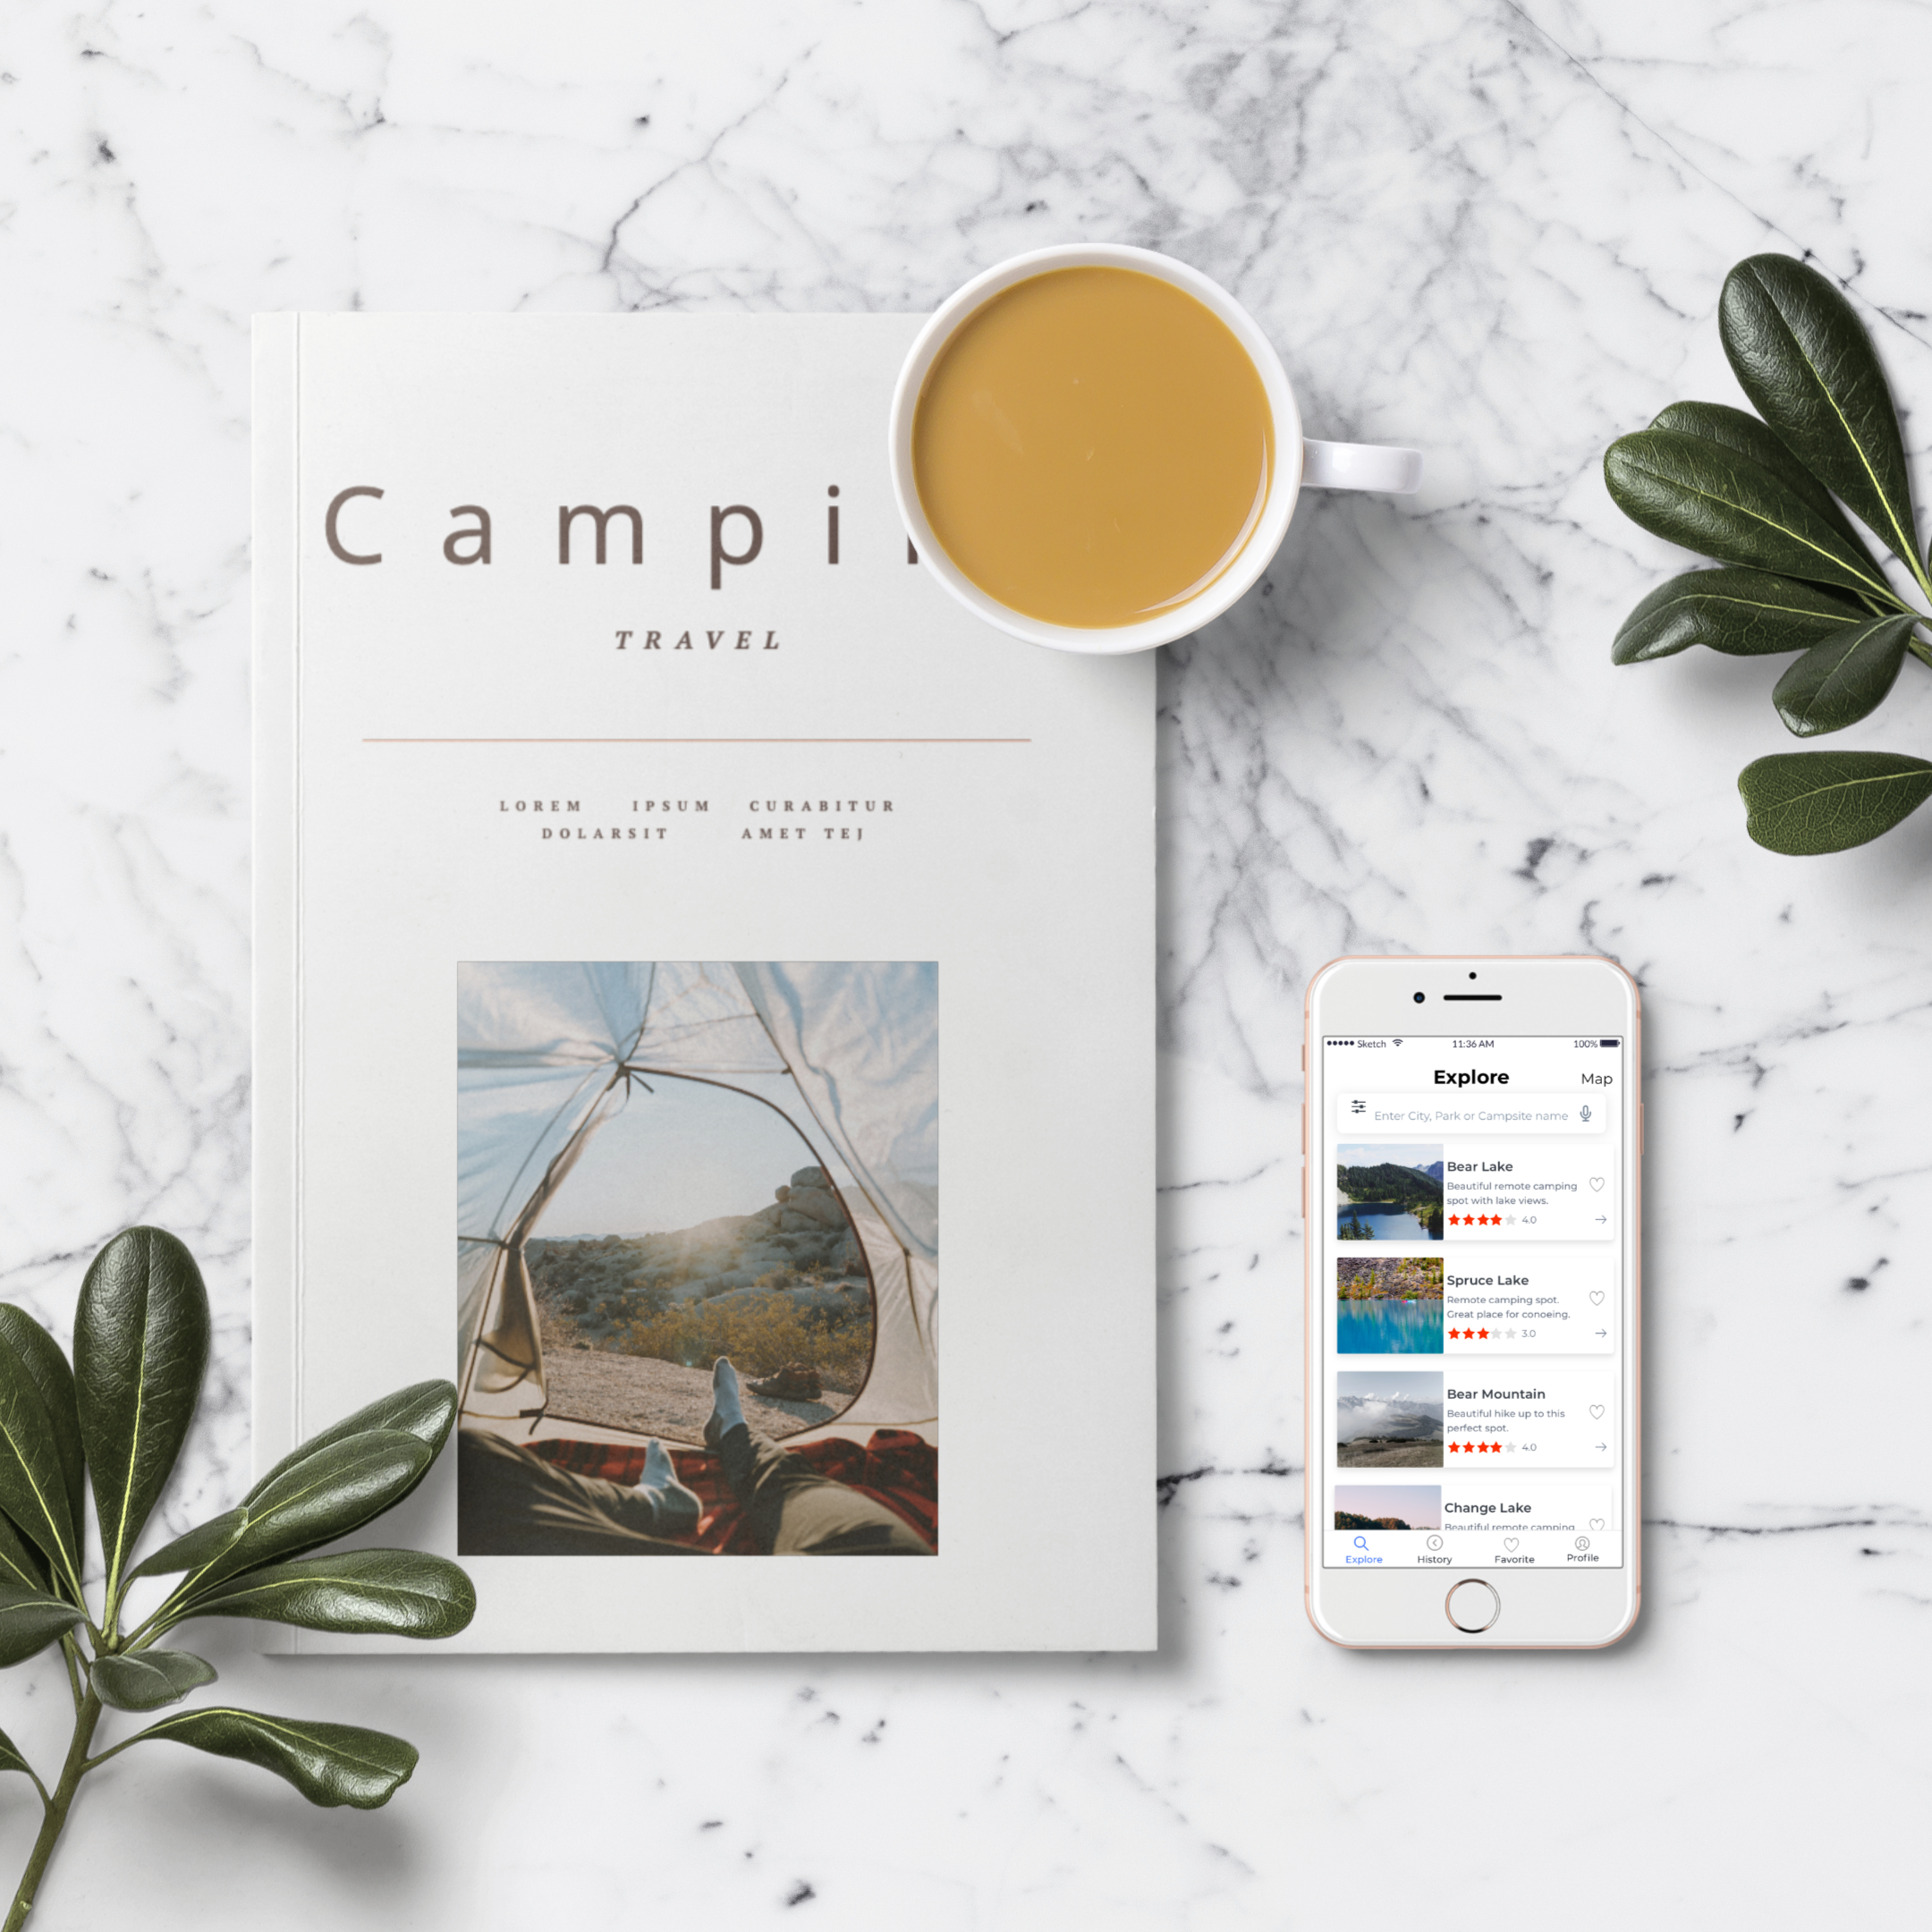 Campi
TRAVEL
LOREM IPSUM CURABITUR
DOLARSIT AMET TEJ
Sketch 11:36 AM 100%
Explore Map
Enter City, Park or Campsite name
Bear Lake
Beautiful remote camping
spot with lake views.
4.0
Spruce Lake
Remote camping spot.
Great place for conoeing.
3.0
Bear Mountain
Beautiful hike up to this
perfect spot.
4.0
Change Lake
Beautiful remote camping
Explore History Favorite Profile